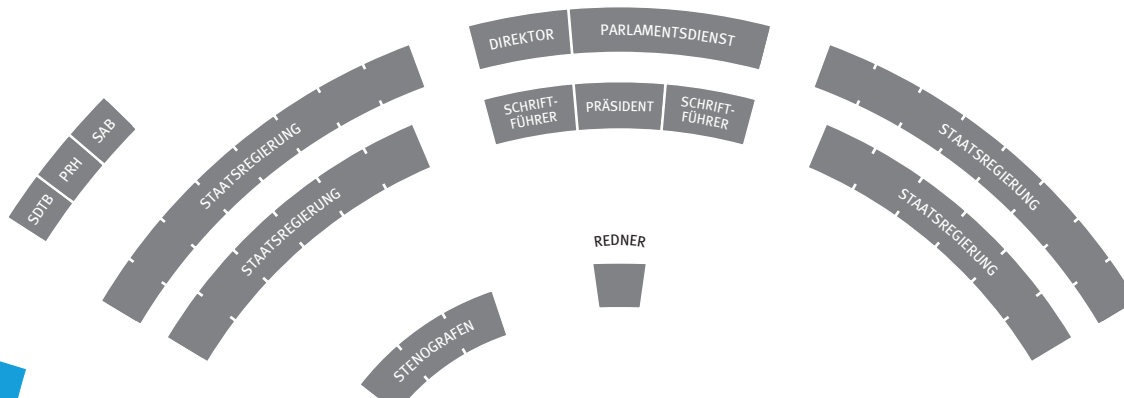 DIREKTOR
PARLAMENTSDIENST
SCHRIFT-
FÜHRER
PRÄSIDENT
SCHRIFT-
FÜHRER
SAB
PRH
SDTB
STAATSREGIERUNG
STAATSREGIERUNG
STAATSREGIERUNG
STAATSREGIERUNG
REDNER
STENOGRAFEN